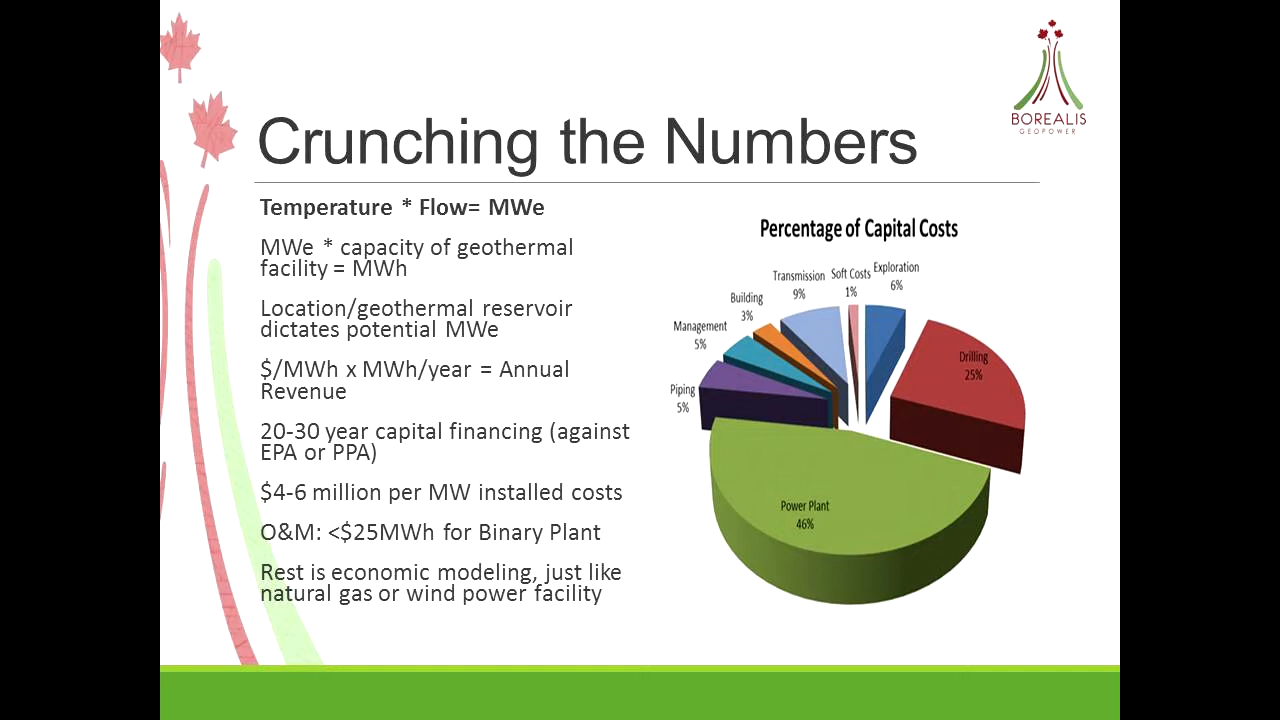 BOREALIS
GEOPOWER
Crunching the Numbers
Temperature * Flow= MWe
MWe * capacity of geothermal
facility = MWh
Location/geothermal reservoir
dictates potential MWe
$/MWh x MWh/year = Annual
Revenue
20-30 year capital financing (against
EPA or PPA)
$4-6 million per MW installed costs
O&M: <$25MWh for Binary Plant
Rest is economic modeling, just like
natural gas or wind power facility
Percentage of Capital Costs
Exploration
6%
Drilling
25%
Power Plant
46%
Piping
5%
Management
5%
Building
3%
Transmission
9%
Soft Costs
1%